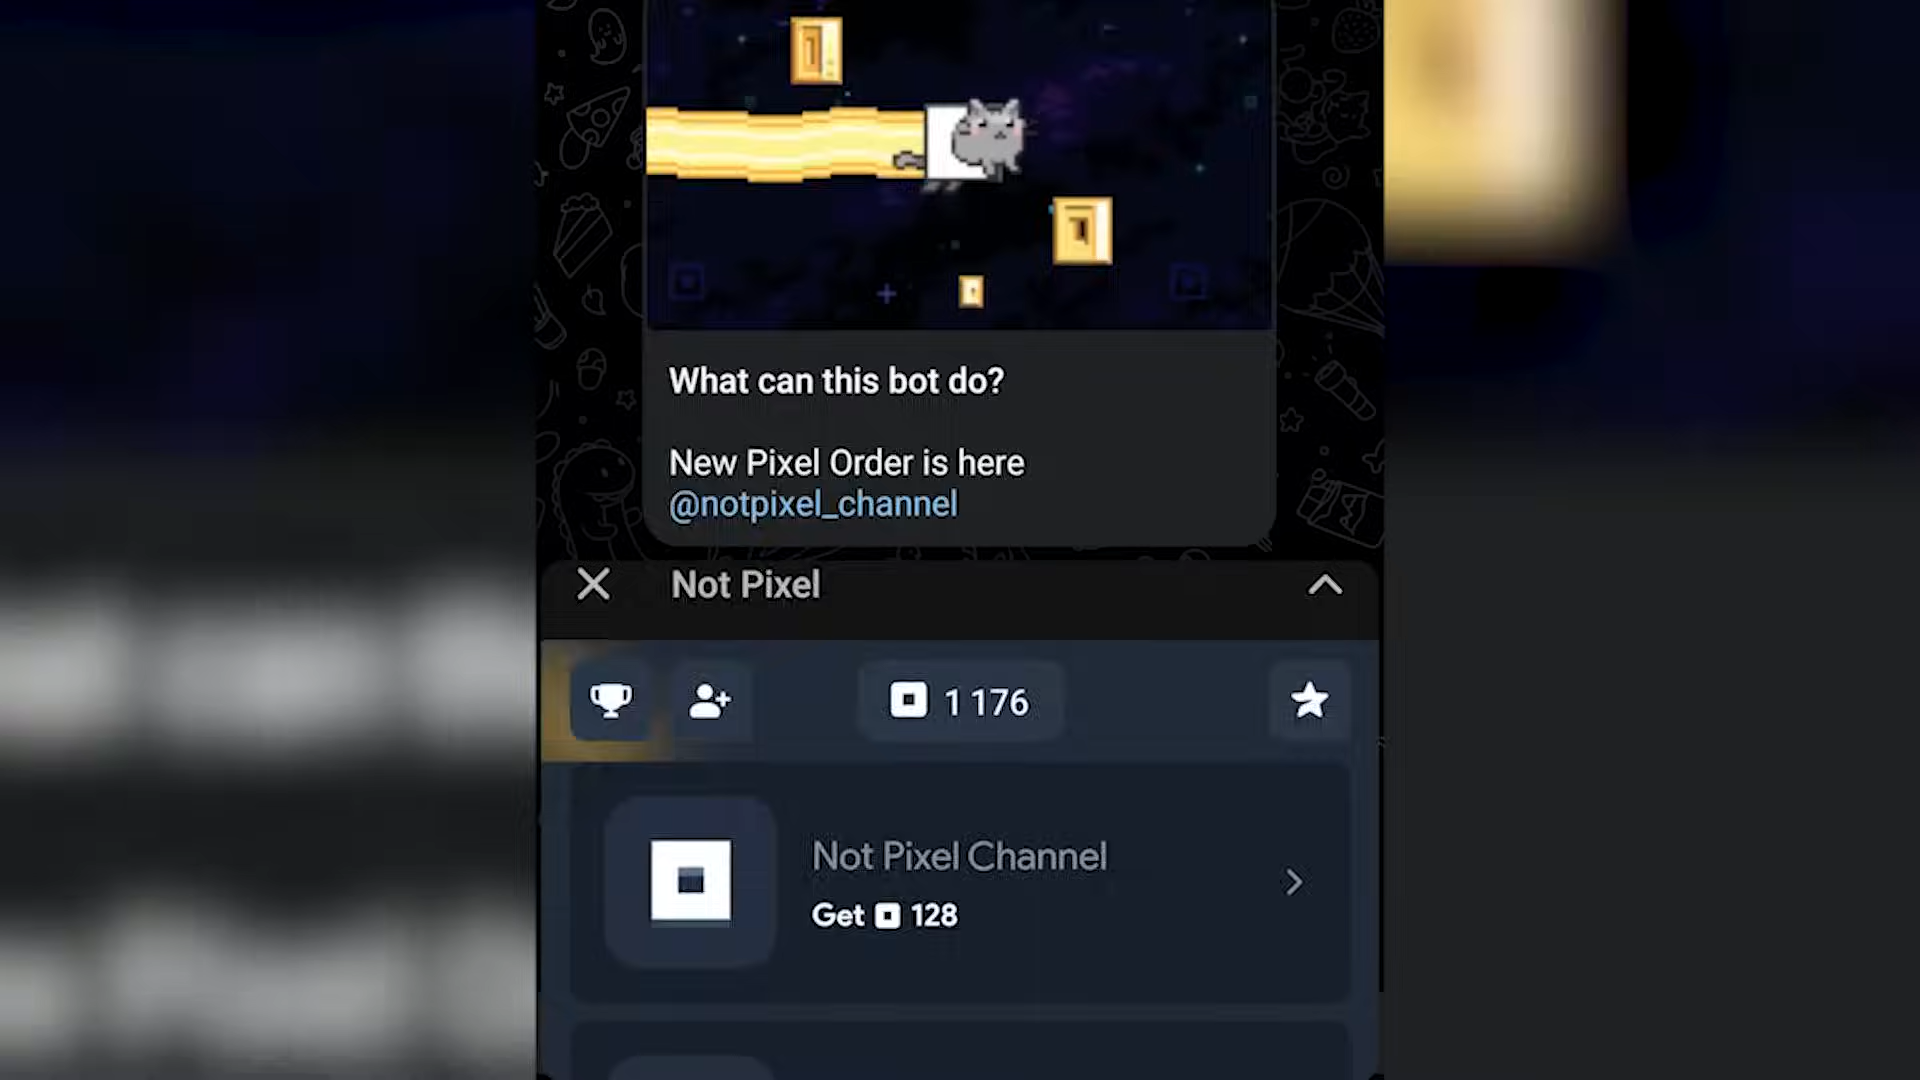 What can this bot do?
New Pixel Order is here
@notpixel_channel
Not Pixel
1 176
Not Pixel Channel
Get 128